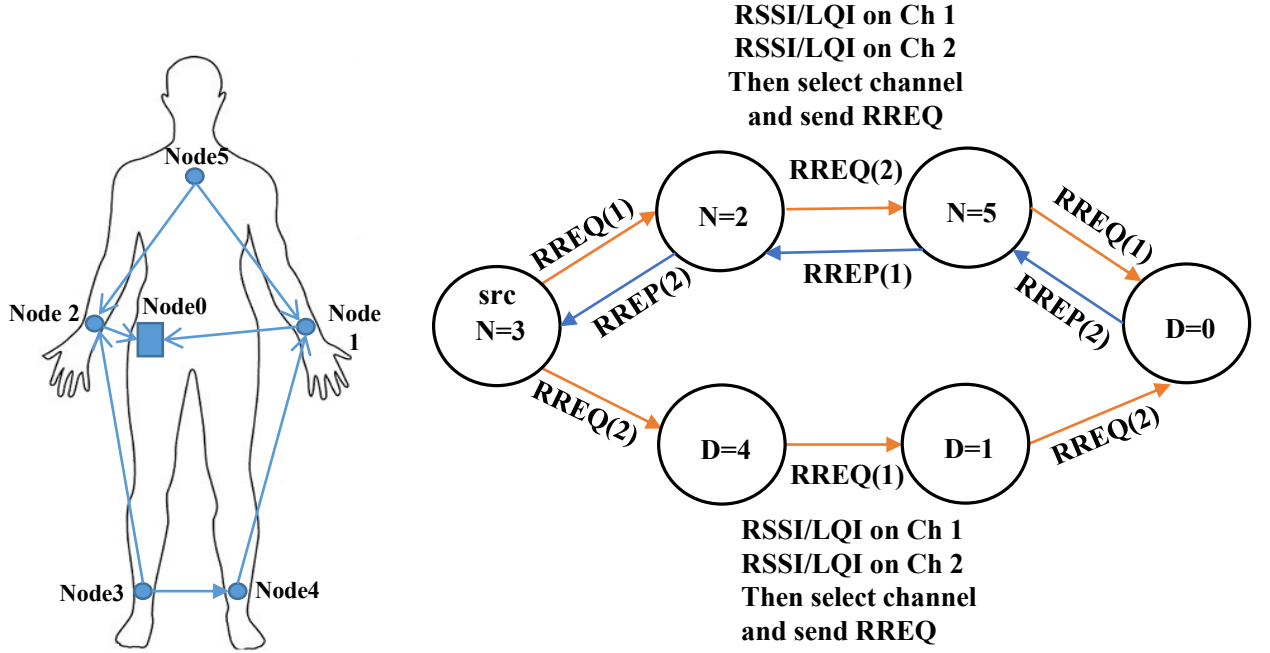 Node5
Node 2
Node0
Node
1
Node3
Node4
RSSI/LQI on Ch 1
RSSI/LQI on Ch 2
Then select channel
and send RREQ
RREQ(1)
N=2
RREQ(2)
N=5
RREQ(1)
RREP(2)
RREP(1)
RREP(2)
src
N=3
D=0
RREQ(2)
D=4
RREQ(1)
D=1
RREQ(2)
RSSI/LQI on Ch 1
RSSI/LQI on Ch 2
Then select channel
and send RREQ